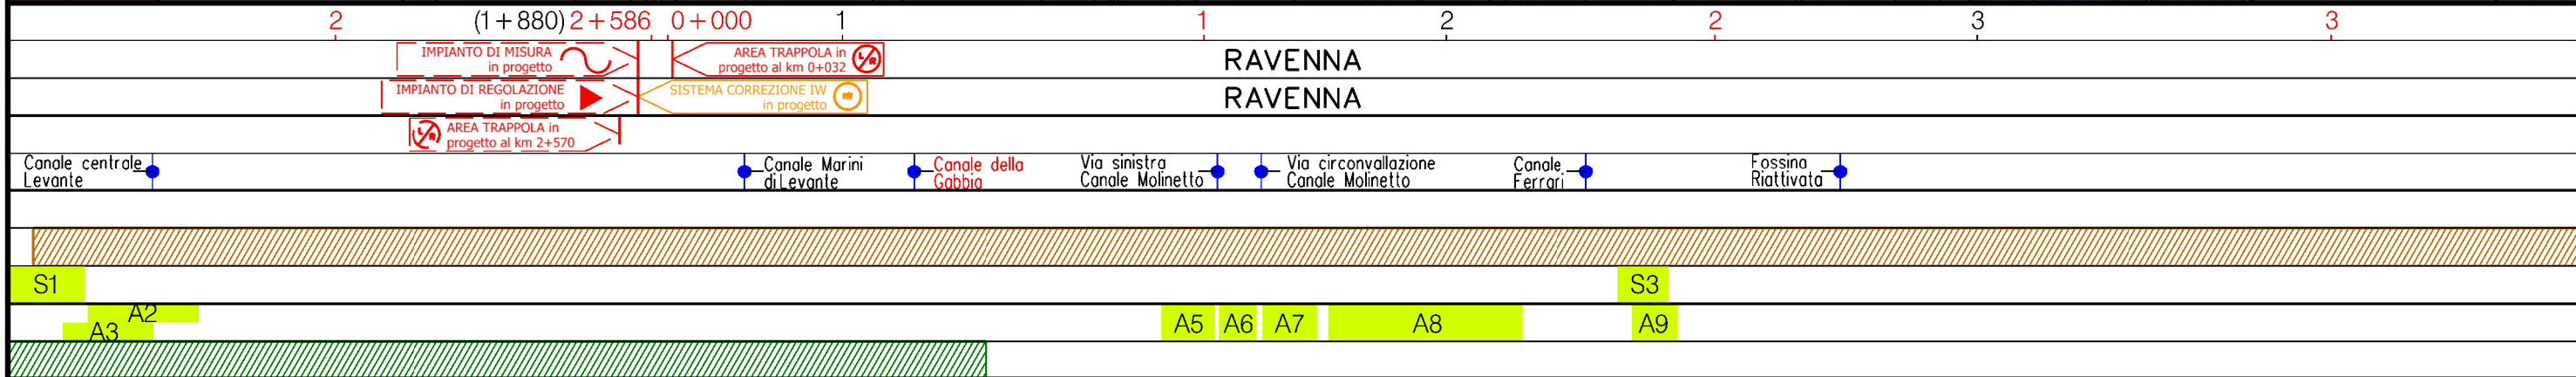 2 (1+880) 2+586 0+000 1 1 2 2 3 3
IMPIANTO DI MISURA
in progetto
AREA TRAPPOLA in
progetto al km 0+032
RAVENNA
IMPIANTO DI REGOLAZIONE
in progetto
SISTEMA CORREZIONE IW
in progetto
RAVENNA
AREA TRAPPOLA in
progetto al km 2+570
Canale centrale
Levante
Canale Marini
diLevante
Canale della
Gabbia
Via sinistra
Canale Molinetto
Via circonvallazione
Canale Molinetto
Canale
Ferrari
Fossina
Riattivata
S1 S3
A2
A3 A5 A6 A7 A8 A9